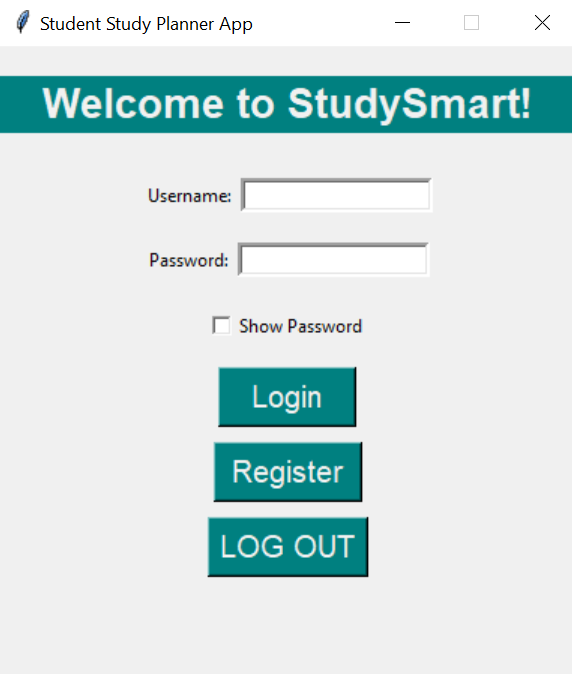 Student Study Planner App
Welcome to StudySmart!
Username:
Password:
Show Password
Login
Register
LOG OUT